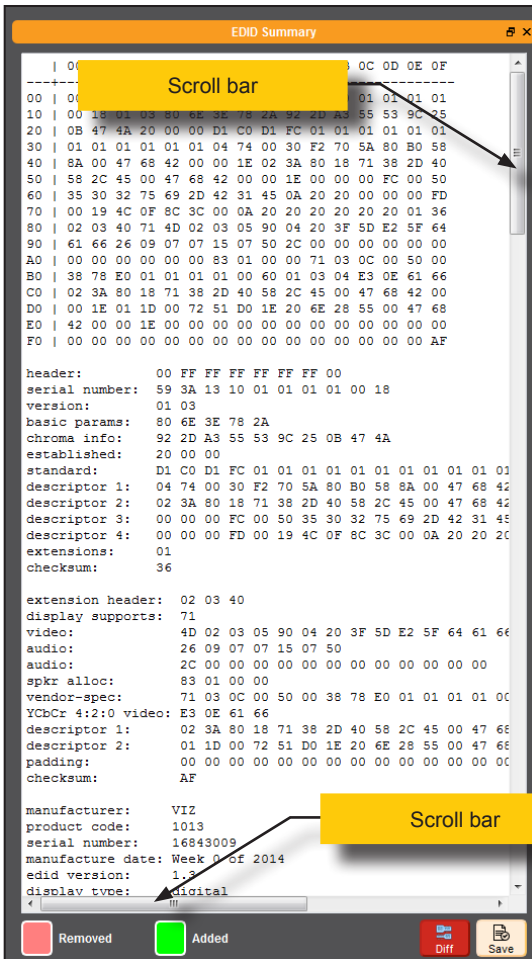 EDID Summary
| 00 0C 0D 0E 0F
Scroll bar
00 | 00 01 01 01
10 | 00 18 01 03 80 6E 3E 78 2A 92 2D A3 55 53 9C 25
20 | 0B 47 4A 20 00 00 D1 C0 D1 FC 01 01 01 01 01 01
30 | 01 01 01 01 01 01 04 74 00 30 F2 70 5A 80 B0 58
40 | 8A 00 47 68 42 00 00 1E 02 3A 80 18 71 38 2D 40
50 | 58 2C 45 00 47 68 42 00 00 1E 00 00 00 FC 00 50
60 | 35 30 32 75 69 2D 42 31 45 0A 20 20 00 00 00 FD
70 | 00 19 4C 0F 8C 3C 00 0A 20 20 20 20 20 20 01 36
80 | 02 03 40 71 4D 02 03 05 90 04 20 3F 5D E2 5F 64
90 | 61 66 26 09 07 07 15 07 50 2C 00 00 00 00 00 00
A0 | 00 00 00 00 00 00 83 01 00 00 71 03 0C 00 50 00
B0 | 38 78 E0 01 01 01 01 00 60 01 03 04 E3 0E 61 66
C0 | 02 3A 80 18 71 38 2D 40 58 2C 45 00 47 68 42 00
D0 | 00 1E 01 1D 00 72 51 D0 1E 20 6E 28 55 00 47 68
E0 | 42 00 00 1E 00 00 00 00 00 00 00 00 00 00 00 00
F0 | 00 00 00 00 00 00 00 00 00 00 00 00 00 00 00 AF
header: 00 FF FF FF FF FF FF 00
serial number: 59 3A 13 10 01 01 01 01 00 18
version: 01 03
basic params: 80 6E 3E 78 2A
chroma info: 92 2D A3 55 53 9C 25 0B 47 4A
established: 20 00 00
standard: D1 C0 D1 FC 01 01 01 01 01 01 01 01 01 01 01
descriptor 1: 04 74 00 30 F2 70 5A 80 B0 58 8A 00 47 68 42
descriptor 2: 02 3A 80 18 71 38 2D 40 58 2C 45 00 47 68 42
descriptor 3: 00 00 00 FC 00 50 35 30 32 75 69 2D 42 31 45
descriptor 4: 00 00 00 FD 00 19 4C 0F 8C 3C 00 0A 20 20 20
extensions: 01
checksum: 36
extension header: 02 03 40
display supports: 71
video: 4D 02 03 05 90 04 20 3F 5D E2 5F 64 61 66
audio: 26 09 07 07 15 07 50
audio: 2C 00 00 00 00 00 00 00 00 00 00 00 00
spkr alloc: 83 01 00 00
vendor-spec: 71 03 0C 00 50 00 38 78 E0 01 01 01 01 00
YCbCr 4:2:0 video: E3 0E 61 66
descriptor 1: 02 3A 80 18 71 38 2D 40 58 2C 45 00 47 68
descriptor 2: 01 1D 00 72 51 D0 1E 20 6E 28 55 00 47 68
padding: 00 00 00 00 00 00 00 00 00 00 00 00 00 00
checksum: AF
manufacturer: VIZ
product code: 1013
Scroll bar
serial number: 16843009
manufacture date: Week 0 of 2014
edid version: 1.3
display type: digital
Removed
Added
Diff
Save